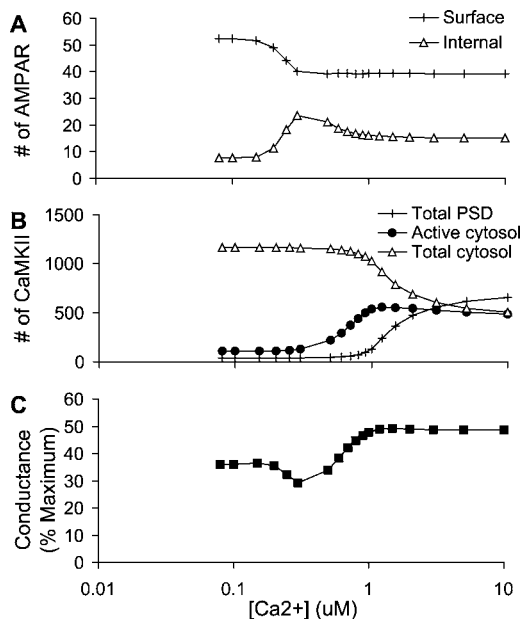 A
60
50
40
30
20
10
0
# of AMPAR
Surface
Internal
B
1500
1000
500
0
# of CaMKII
Total PSD
Active cytosol
Total cytosol
C
60
50
40
30
20
10
0
Conductance
(% Maximum)
0.01
0.1
1
10
[Ca2+] (uM)